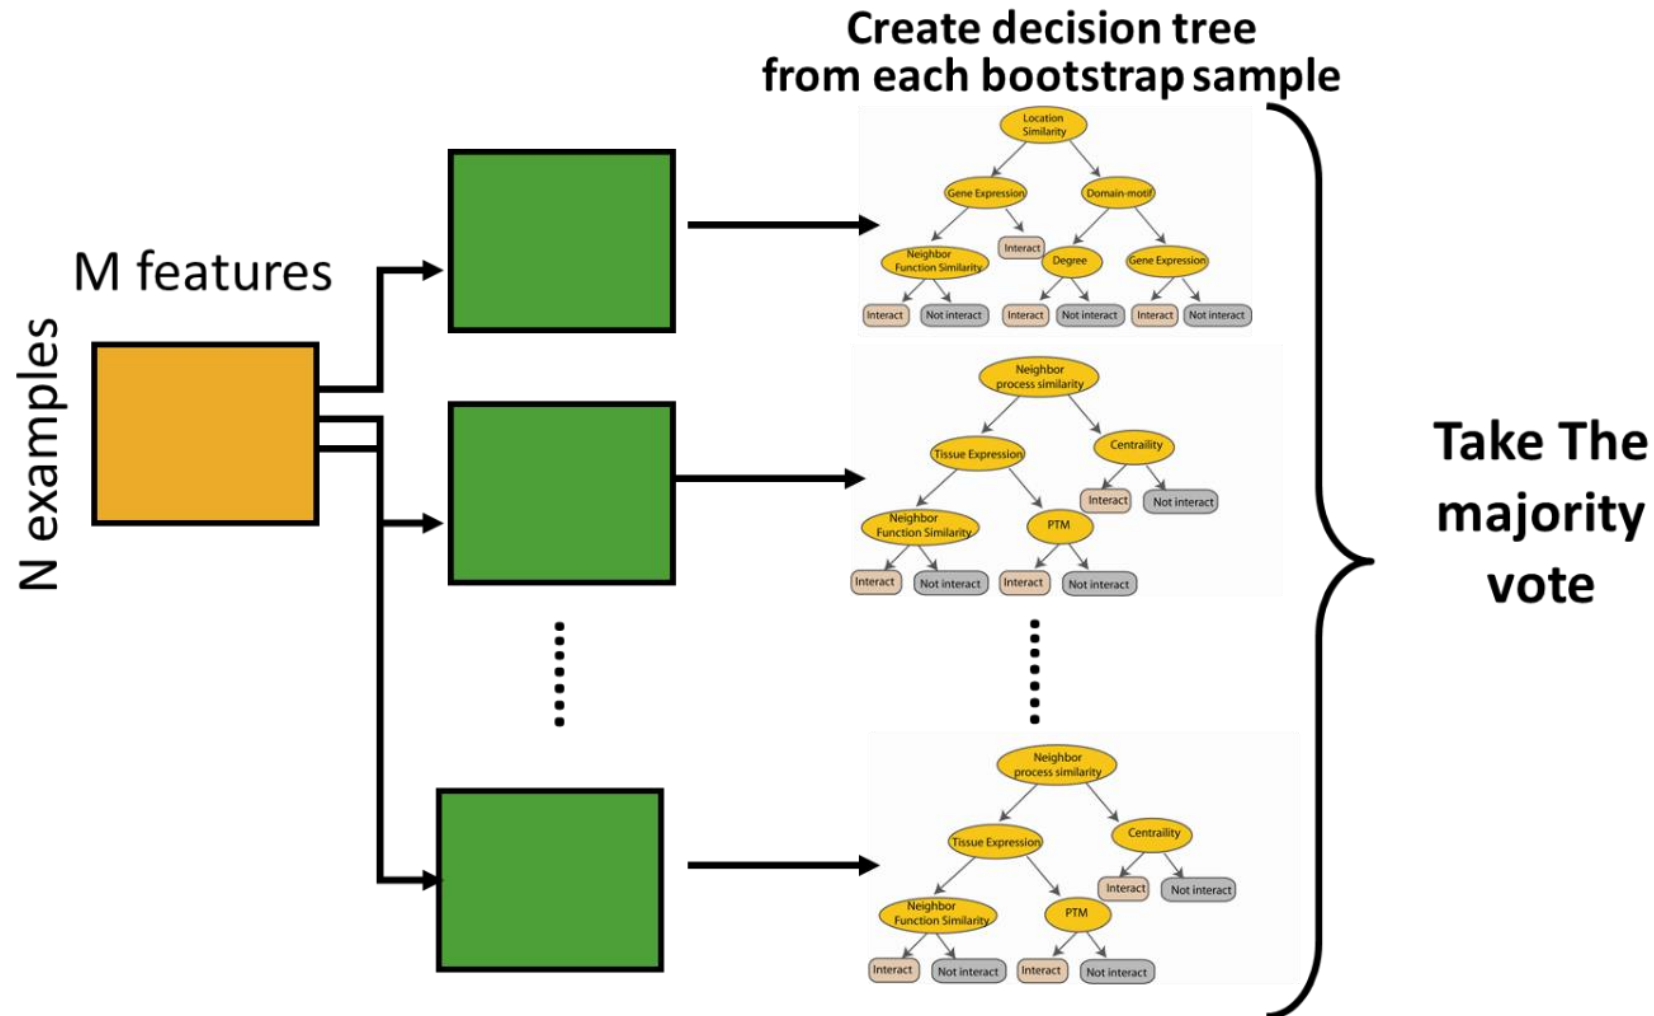 Create decision tree
from each bootstrap sample
M features
N examples
Location
Similarity
Gene Expression
Domain-motif
Interact
Neighbor
Function Similarity
Degree
Gene Expression
Interact
Not interact
Interact
Not interact
Interact
Not interact
Neighbor
process similarity
Tissue Expression
Centraility
Interact
Not interact
Neighbor
Function Similarity
PTM
Interact
Not interact
Interact
Not interact
Neighbor
process similarity
Tissue Expression
Centraility
Interact
Not interact
Neighbor
Function Similarity
PTM
Interact
Not interact
Interact
Not interact
Take The
majority
vote